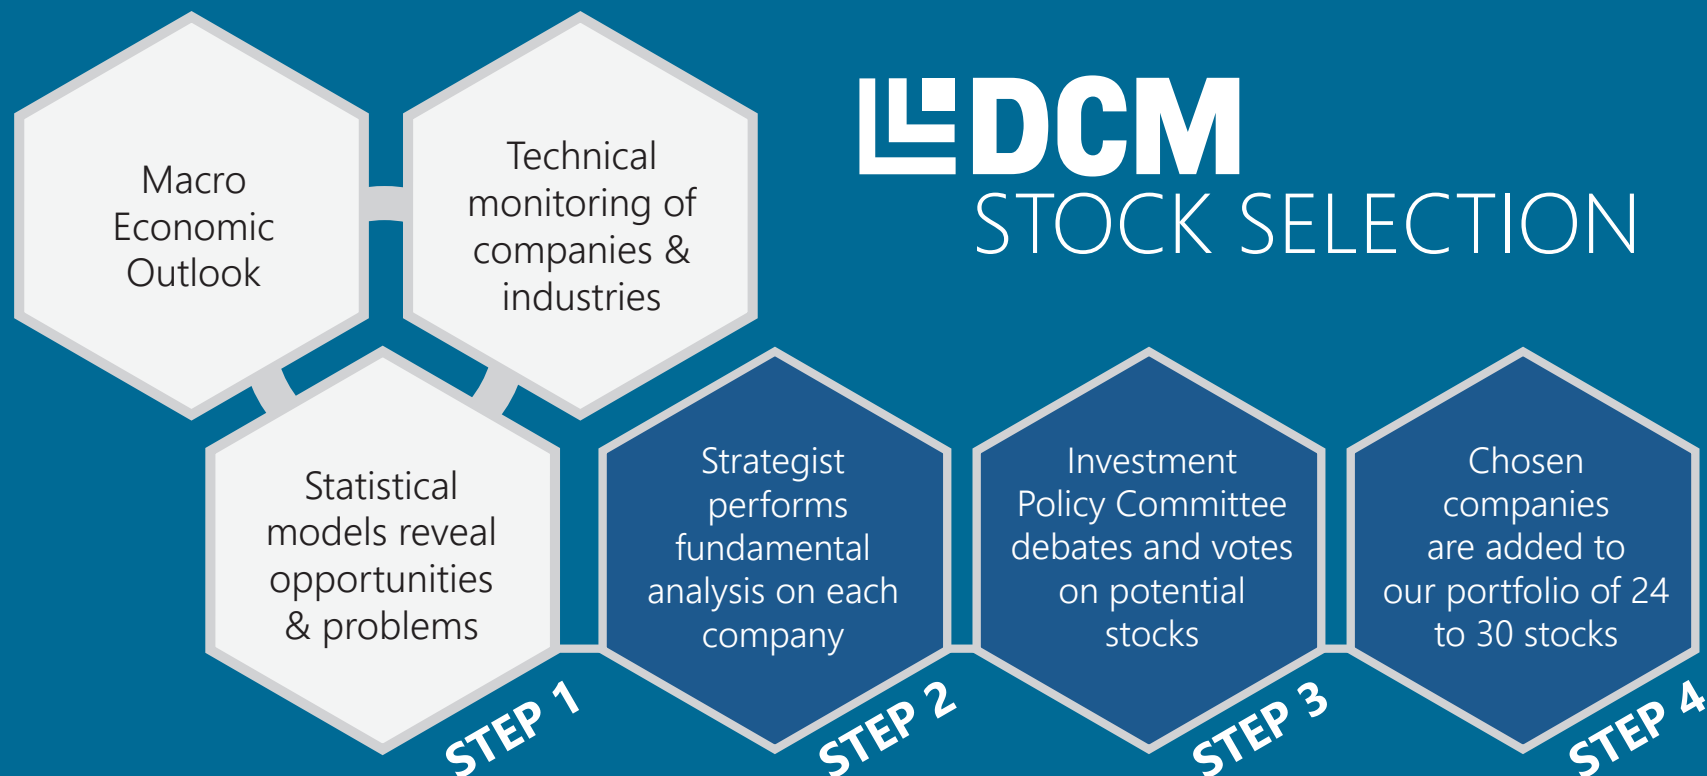 DCM
STOCK SELECTION
Macro
Economic
Outlook
Technical
monitoring of
companies &
industries
Statistical
models reveal
opportunities
& problems
STEP 1
Strategist
performs
fundamental
analysis on each
company
STEP 2
Investment
Policy Committee
debates and votes
on potential
stocks
STEP 3
Chosen
companies
are added to
our portfolio of 24
to 30 stocks
STEP 4